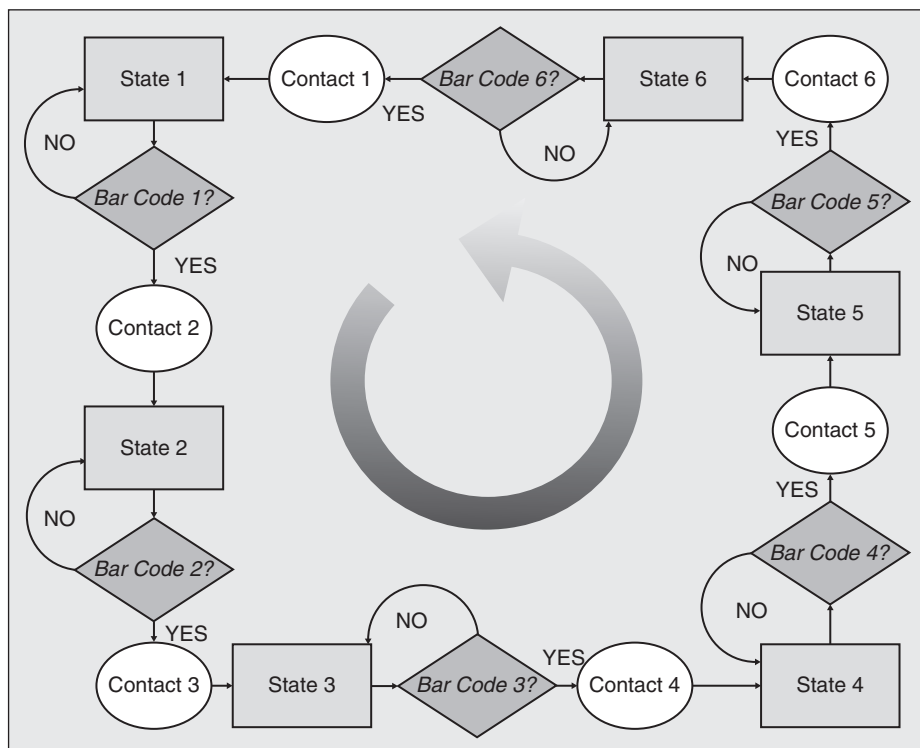 State 1
Contact 1
Bar Code 6?
State 6
Contact 6
YES
NO
NO
YES
Bar Code 1?
Bar Code 5?
YES
NO
Contact 2
State 5
State 2
Contact 5
NO
YES
Bar Code 2?
Bar Code 4?
YES
NO
NO
YES
Contact 3
State 3
Bar Code 3?
Contact 4
State 4